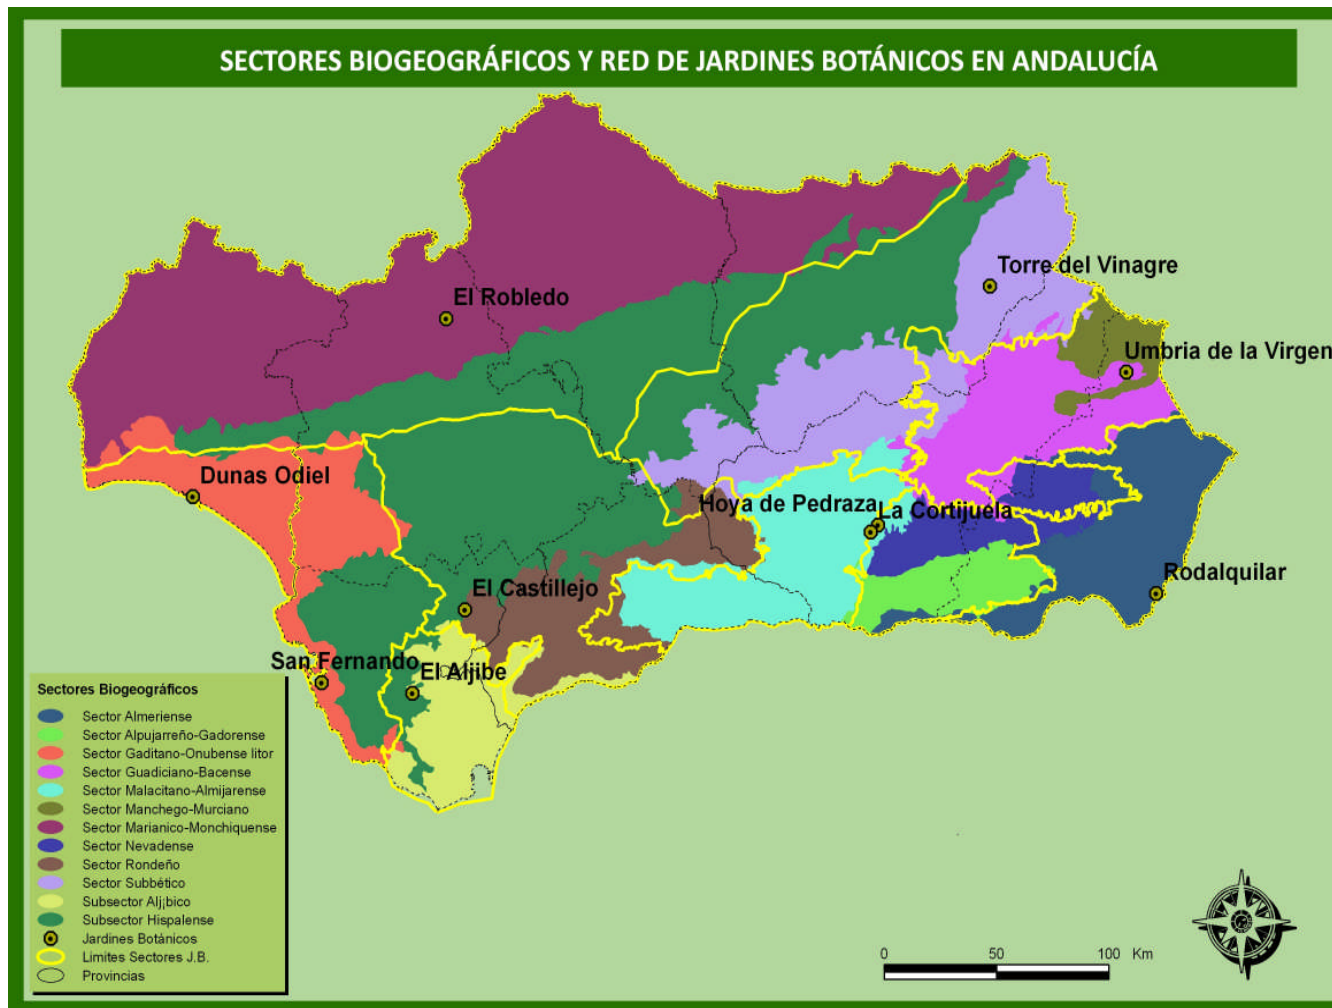 SECTORES BIOGEOGRÁFICOS Y RED DE JARDINES BOTÁNICOS EN ANDALUCÍA
Torre del Vinagre
El Robledo
Umbria de la Virgen
Dunas Odiel
Hoya de Pedraza
La Cortijuela
Rodalquilar
El Castillejo
San Fernando
El Aljibe
Sectores Biogeográficos
Sector Almeriense
Sector Alpujarreño-Gadorense
Sector Gaditano-Onubense litor
Sector Guadiciano-Bacense
Sector Malacitano-Almijarense
Sector Manchego-Murciano
Sector Marianico-Monchiquense
Sector Nevadense
Sector Rondeño
Sector Subbético
Subsector Alj¡bico
Subsector Hispalense
Jardines Botánicos
Limites Sectores J.B.
Provincias
0 50 100 Km